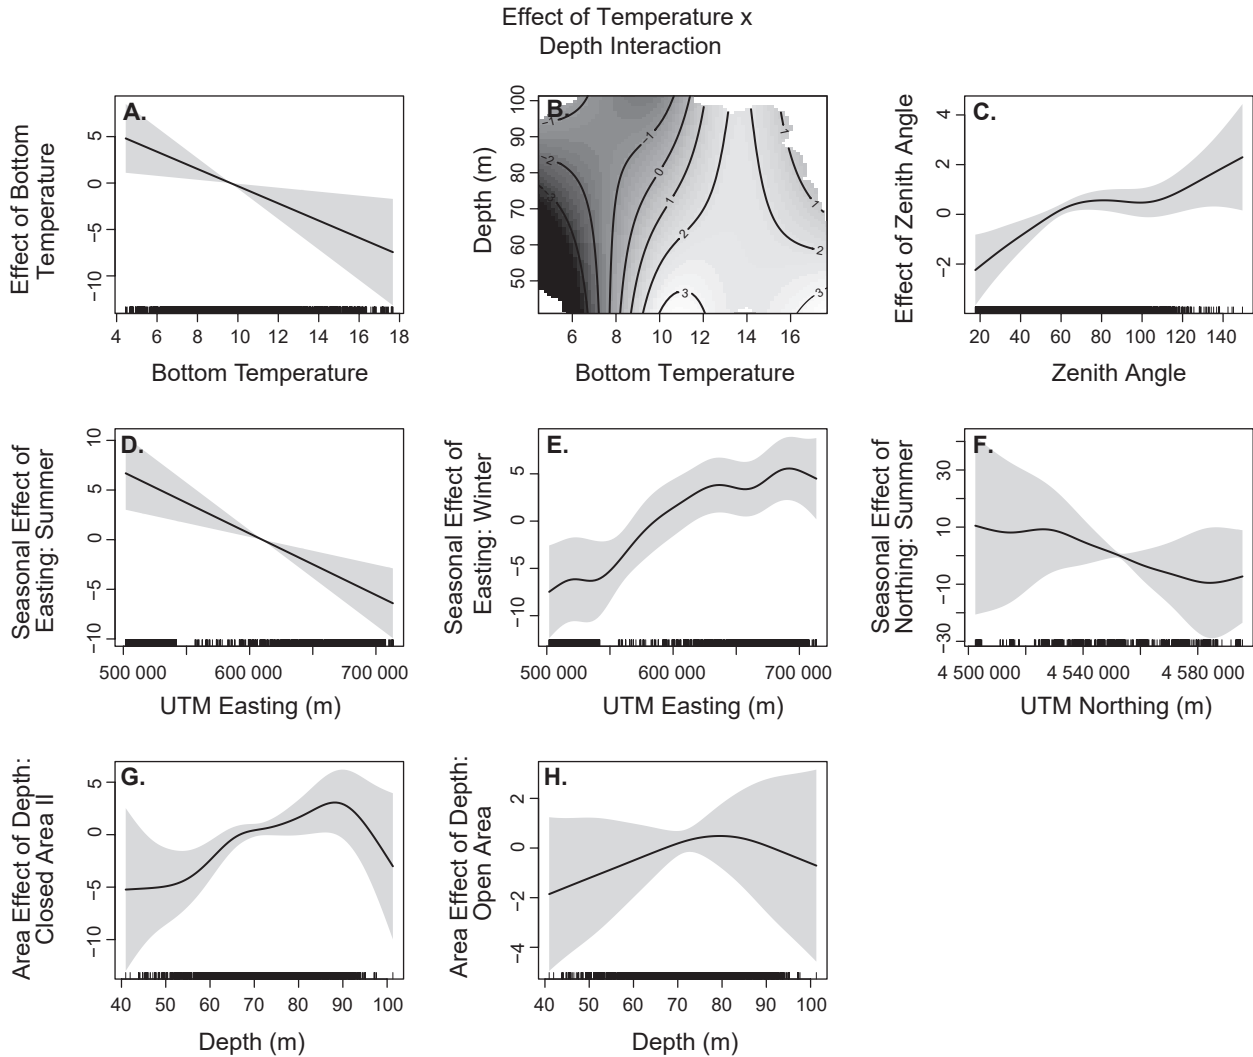 Effect of Temperature x
Depth Interaction
A.
Effect of Bottom
Temperature
5
0
−5
−10
4 6 8 10 12 14 16 18
Bottom Temperature
B.
Depth (m)
100
90
80
70
60
50
−1
−2
−3
−1
0
1
2
3
1
1
2
3
6 8 10 12 14 16
Bottom Temperature
C.
Effect of Zenith Angle
4
2
0
−2
20 40 60 80 100 120 140
Zenith Angle
D.
Seasonal Effect of
Easting: Summer
10
5
0
−5
−10
500 000 600 000 700 000
UTM Easting (m)
E.
Seasonal Effect of
Easting: Winter
5
0
−5
−10
500 000 600 000 700 000
UTM Easting (m)
F.
Seasonal Effect of
Northing: Summer
30
10
−10
−30
4 500 000 4 540 000 4 580 000
UTM Northing (m)
G.
Area Effect of Depth:
Closed Area II
5
0
−5
−10
40 50 60 70 80 90 100
Depth (m)
H.
Area Effect of Depth:
Open Area
2
0
−2
−4
40 50 60 70 80 90 100
Depth (m)